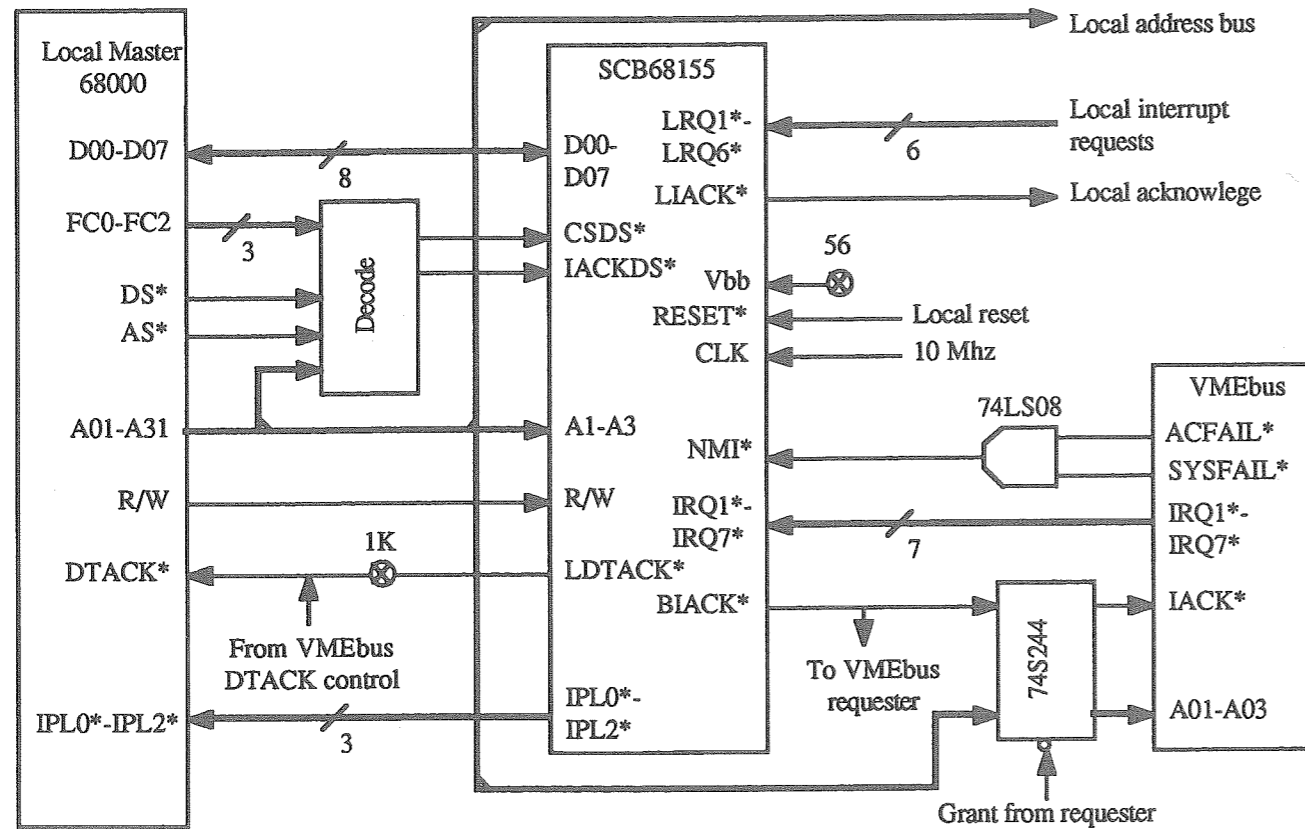 Local Master
68000
D00-D07
FC0-FC2
DS*
AS*
A01-A31
R/W
DTACK*
IPL0*-IPL2*
8
3
Decode
1K
From VMEbus
DTACK control
3
SCB68155
D00-
D07
CSDS*
IACKDS*
A1-A3
R/W
LDTACK*
IPL0*-
IPL2*
LRQ1*-
LRQ6*
LIACK*
Vbb
RESET*
CLK
NMI*
IRQ1*-
IRQ7*
BIACK*
Local address bus
Local interrupt
requests
6
Local acknowlege
56
Local reset
10 Mhz
74LS08
7
To VMEbus
requester
74S244
Grant from requester
VMEbus
ACFAIL*
SYSFAIL*
IRQ1*-
IRQ7*
IACK*
A01-A03